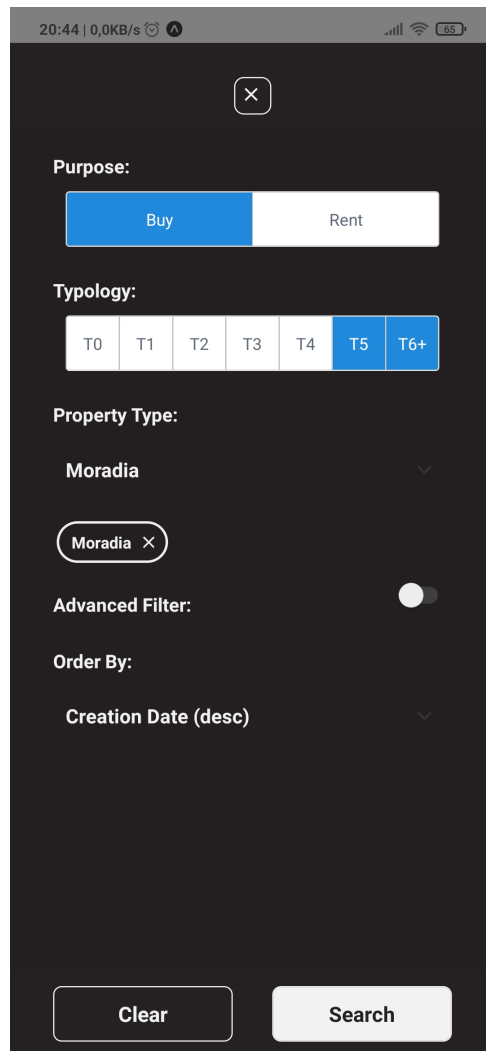 20:44 | 0,0KB/s
65
Purpose:
Buy Rent
Typology:
T0 T1 T2 T3 T4 T5 T6+
Property Type:
Moradia
Moradia
Advanced Filter:
Order By:
Creation Date (desc)
Clear Search